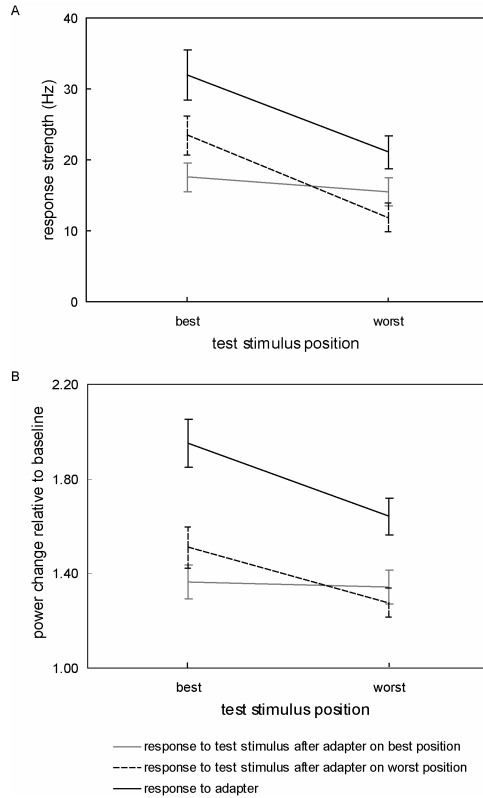 A
40
30
20
10
0
response strength (Hz)
best worst
test stimulus position
B
2.20
1.80
1.40
1.00
power change relative to baseline
best worst
test stimulus position
response to test stimulus after adapter on best position
response to test stimulus after adapter on worst position
response to adapter